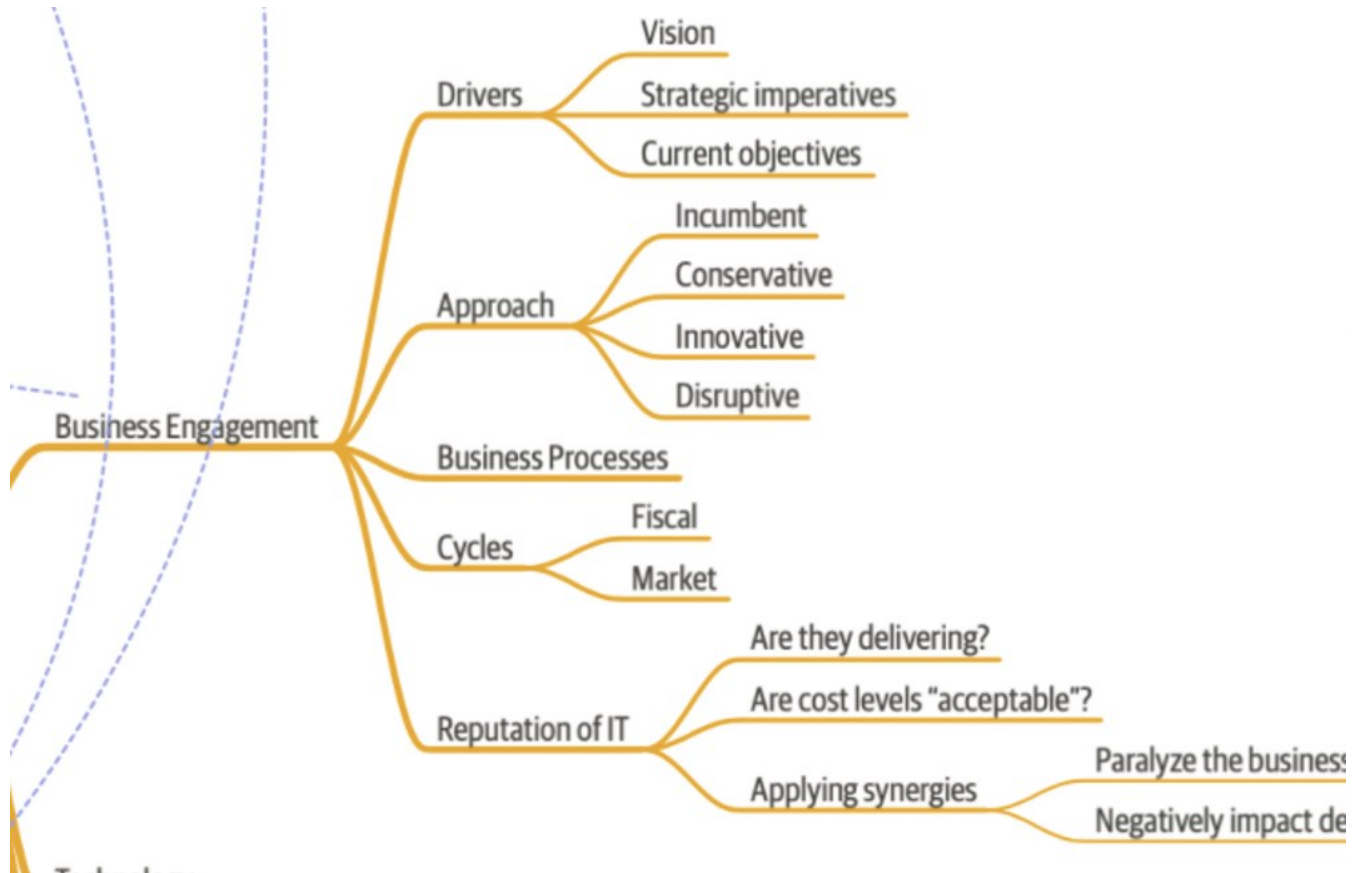 Vision
Drivers
Strategic imperatives
Current objectives
Incumbent
Conservative
Approach
Innovative
Disruptive
Business Engagement
Business Processes
Fiscal
Cycles
Market
Are they delivering?
Are cost levels “acceptable”?
Reputation of IT
Paralyze the business
Applying synergies
Negatively impact